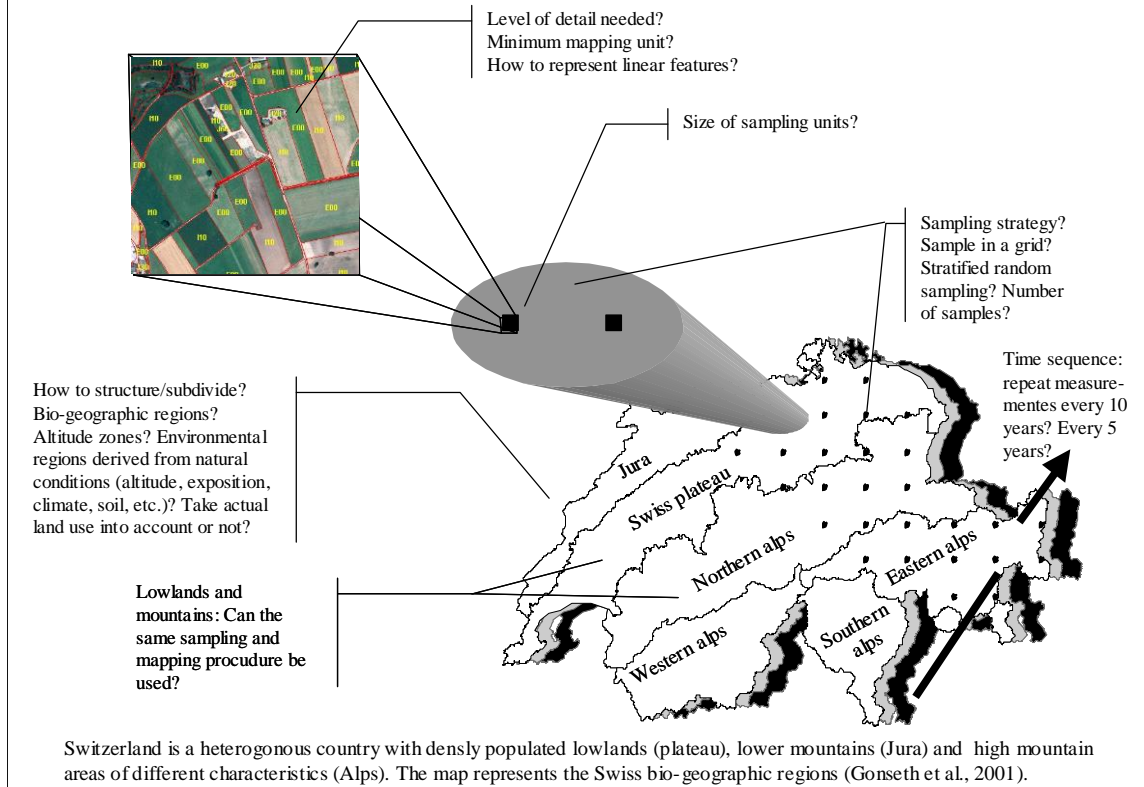 Level of detail needed?
Minimum mapping unit?
How to represent linear features?
Size of sampling units?
Sampling strategy?
Sample in a grid?
Stratified random
sampling? Number
of samples?
Time sequence:
repeat measure-
mentes every 10
years? Every 5
years?
How to structure/subdivide?
Bio-geographic regions?
Altitude zones? Environmental
regions derived from natural
conditions (altitude, exposition,
climate, soil, etc.)? Take actual
land use into account or not?
Lowlands and
mountains: Can the
same sampling and
mapping procudure be
used?
Jura
Swiss plateau
Northern alps
Eastern alps
Western alps
Southern
alps
Switzerland is a heterogonous country with densly populated lowlands (plateau), lower mountains (Jura) and high mountain
areas of different characteristics (Alps). The map represents the Swiss bio-geographic regions (Gonseth et al., 2001).